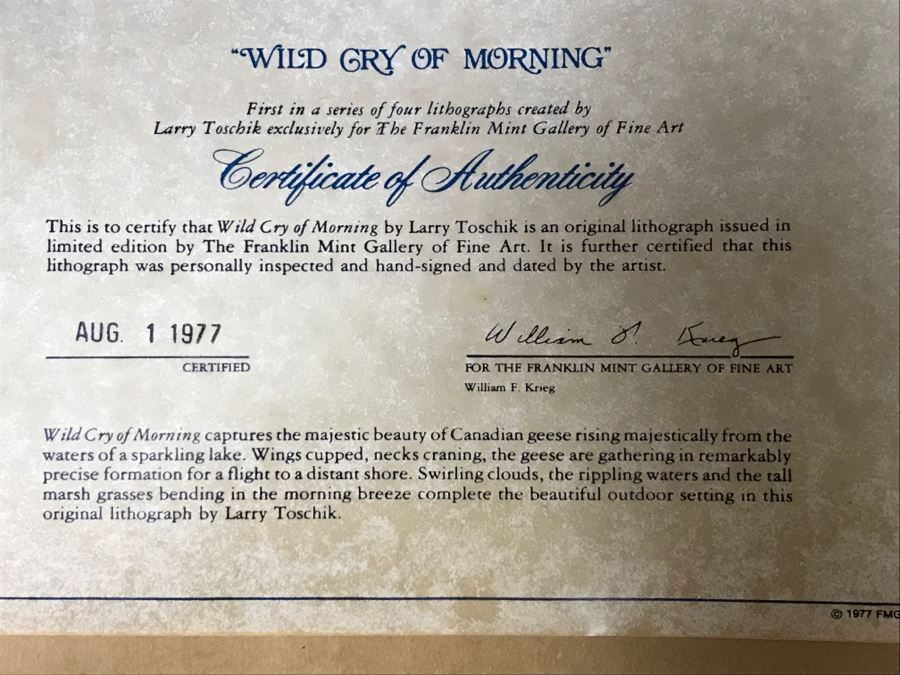 "WILD CRY OF MORNING"
First in a series of four lithographs created by
Larry Toschik exclusively for The Franklin Mint Gallery of Fine Art
Certificate of Authenticity
This is to certify that Wild Cry of Morning by Larry Toschik is an original lithograph issued in
limited edition by The Franklin Mint Gallery of Fine Art. It is further certified that this
lithograph was personally inspected and hand-signed and dated by the artist.
AUG. 1 1977
CERTIFIED
William F. Krieg
FOR THE FRANKLIN MINT GALLERY OF FINE ART
William F. Krieg
Wild Cry of Morning captures the majestic beauty of Canadian geese rising majestically from the
waters of a sparkling lake. Wings cupped, necks craning, the geese are gathering in remarkably
precise formation for a flight to a distant shore. Swirling clouds, the rippling waters and the tall
marsh grasses bending in the morning breeze complete the beautiful outdoor setting in this
original lithograph by Larry Toschik.
© 1977 FMG